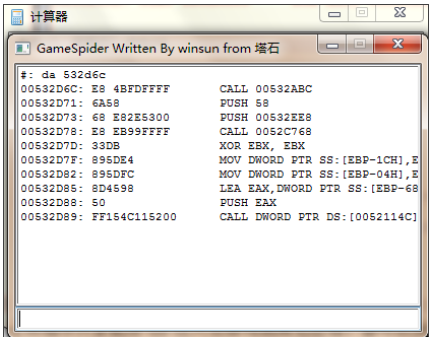 计算器
GameSpider Written By winsun from 塔石
#: da 532d6c
00532D6C: E8 4BFDFFFF CALL 00532ABC
00532D71: 6A58 PUSH 58
00532D73: 68 E82E5300 PUSH 00532EE8
00532D78: E8 EB99FFFF CALL 0052C768
00532D7D: 33DB XOR EBX, EBX
00532D7F: 895DE4 MOV DWORD PTR SS:[EBP-1CH],E
00532D82: 895DFC MOV DWORD PTR SS:[EBP-04H],E
00532D85: 8D4598 LEA EAX,DWORD PTR SS:[EBP-68
00532D88: 50 PUSH EAX
00532D89: FF154C115200 CALL DWORD PTR DS:[0052114C]